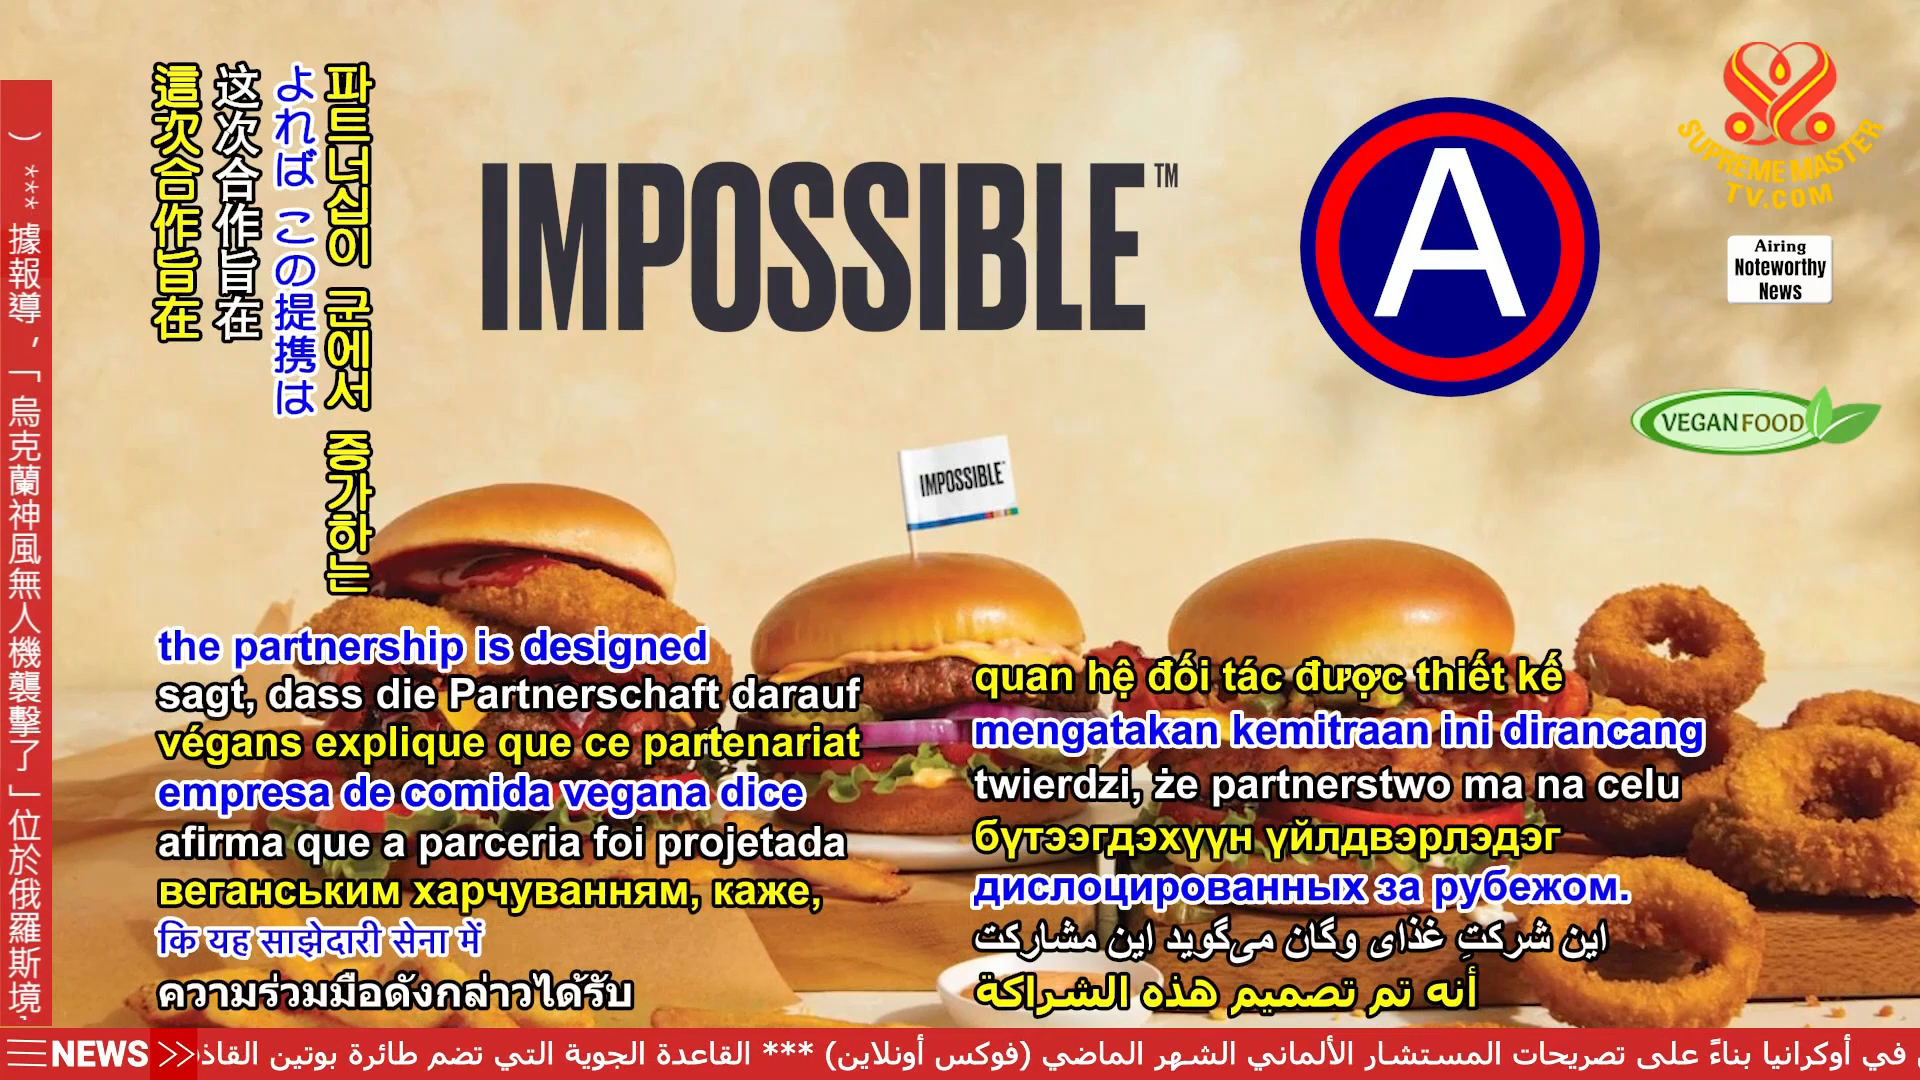 這次合作旨在
这次合作旨在
よれば この提携は
파트너십이 군에서 증가하는
IMPOSSIBLE™
A
SUPREME MASTER
TV.COM
Airing
Noteworthy
News
VEGAN FOOD
IMPOSSIBLE
the partnership is designed
sagt, dass die Partnerschaft darauf
végans explique que ce partenariat
empresa de comida vegana dice
afirma que a parceria foi projetada
веганським харчуванням, каже,
कि यह साझेदारी सेना में
ความร่วมมือดังกล่าวได้รับ
quan hệ đối tác được thiết kế
mengatakan kemitraan ini dirancang
twierdzi, że partnerstwo ma na celu
бүтээгдэхүүн үйлдвэрлэдэг
дислоцированных за рубежом.
این شرکتِ غذای وگان می‌گوید این مشارکت
أنه تم تصميم هذه الشراكة
) *** 據報導，「烏克蘭神風無人機襲擊了」位於俄羅斯境
NEWS
في أوكرانيا بناءً على تصريحات المستشار الألماني الشهر الماضي (فوكس أونلاين) *** القاعدة الجوية التي تضم طائرة بوتين